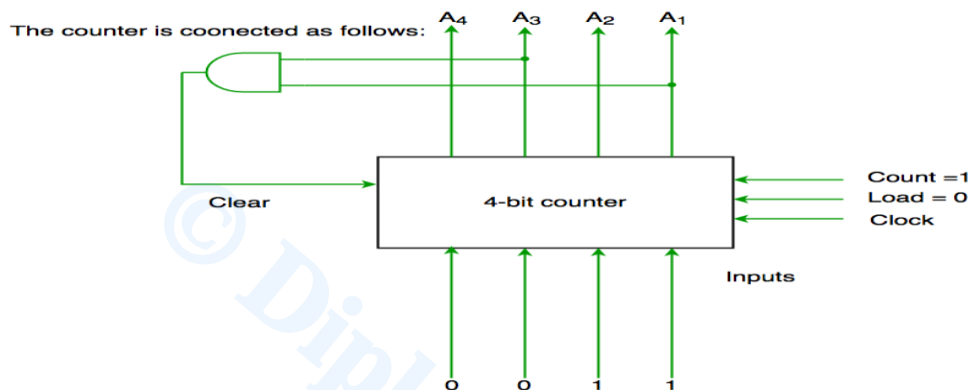 A4 A3 A2 A1
The counter is coonected as follows:
Count =1
Load = 0
Clear
4-bit counter
Clock
Inputs
0 0 1 1
© Dipl